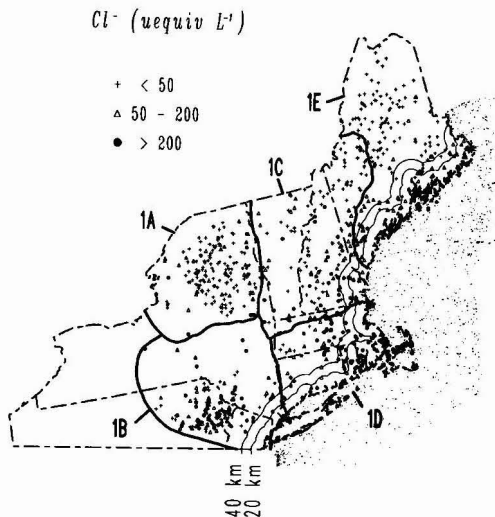 Cl⁻ (uequiv L⁻¹)
+ < 50
△ 50 - 200
● > 200
1E
1C
1A
1B
1D
40 km
20 km